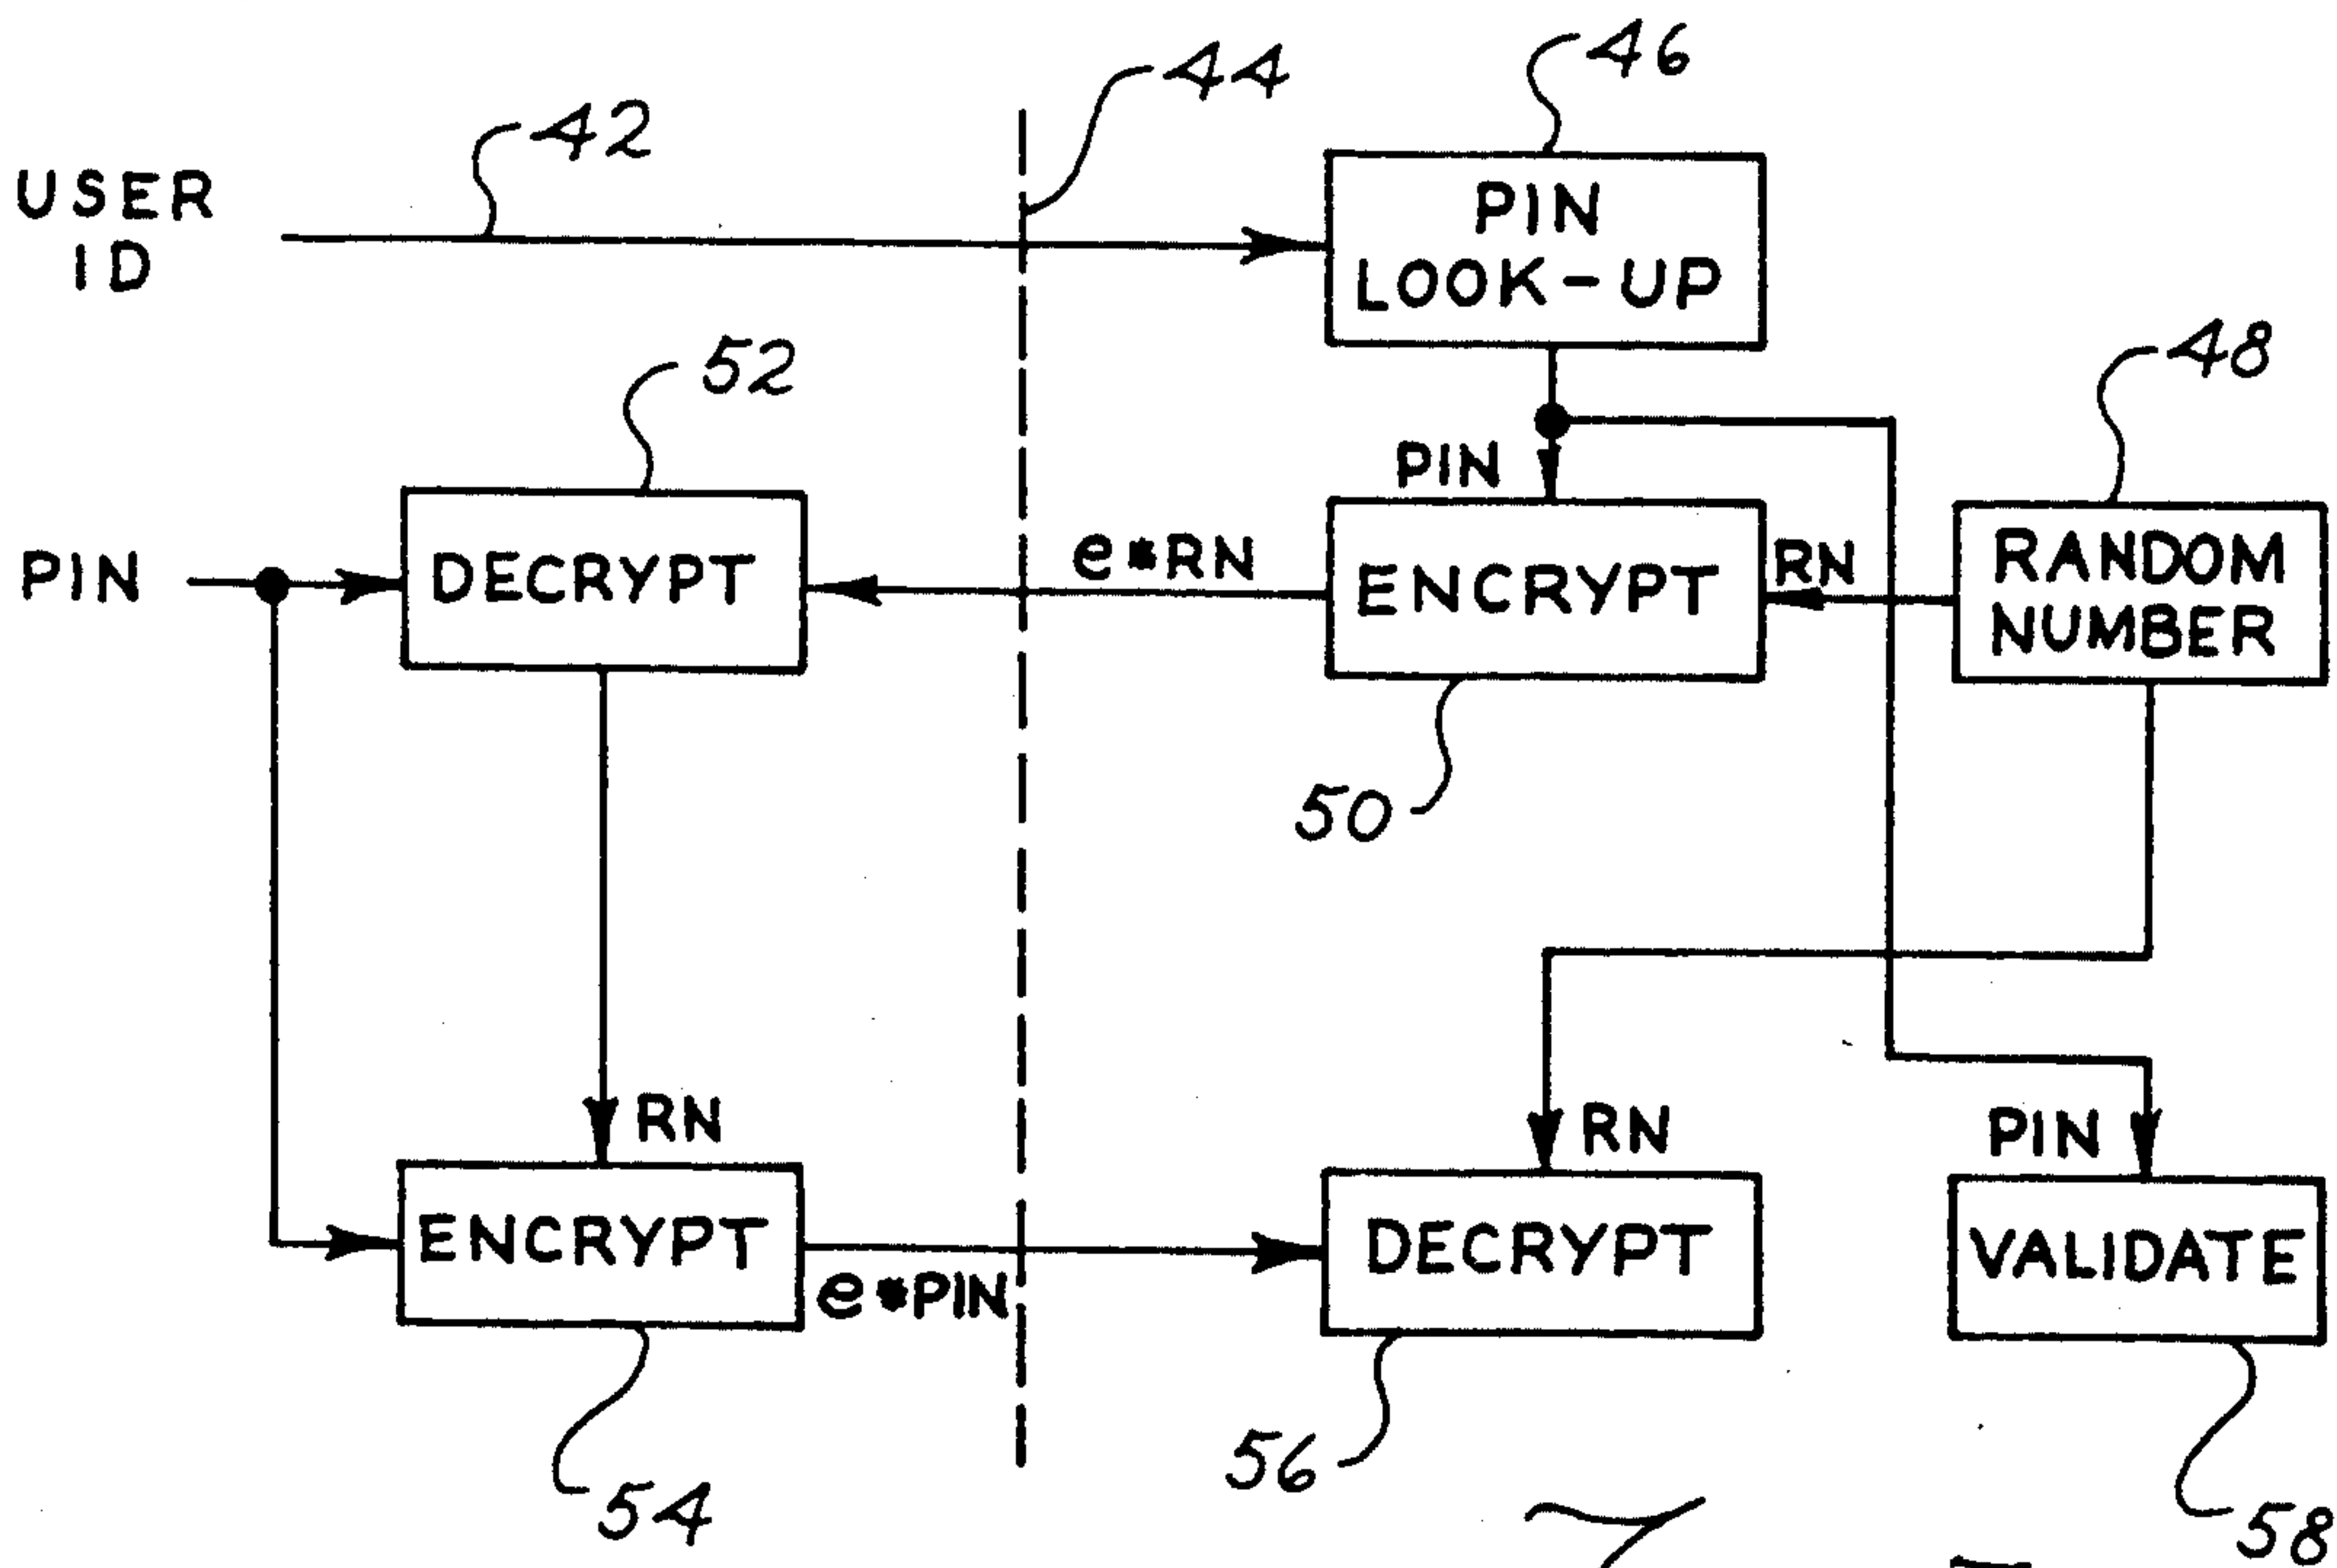 46
44
42
USER
ID
PIN
LOOK-UP
52
48
PIN
PIN
DECRYPT
e*RN
ENCRYPT
RN
RANDOM
NUMBER
50
RN
RN
PIN
ENCRYPT
e*PIN
DECRYPT
VALIDATE
54
56
58